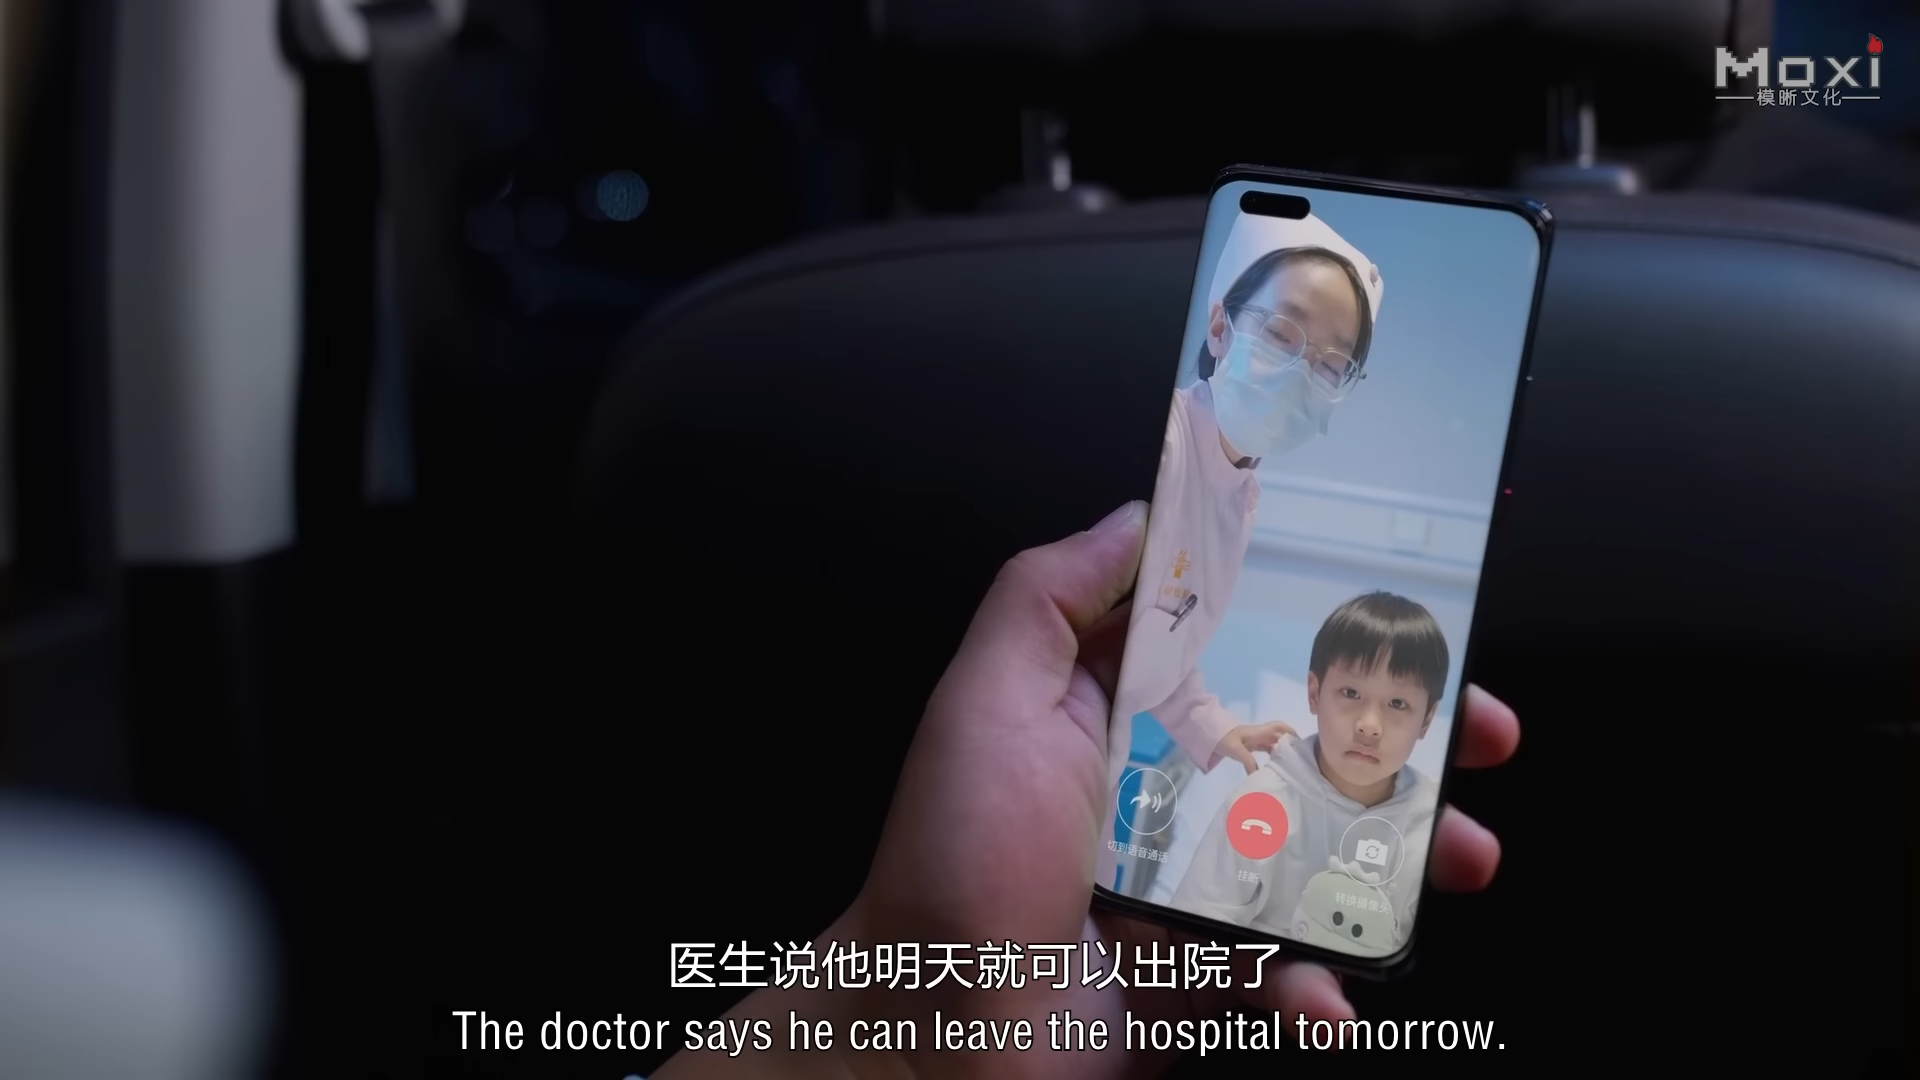 Moxi
模晰文化
切到语音通话
挂断
转换摄像头
医生说他明天就可以出院了
The doctor says he can leave the hospital tomorrow.